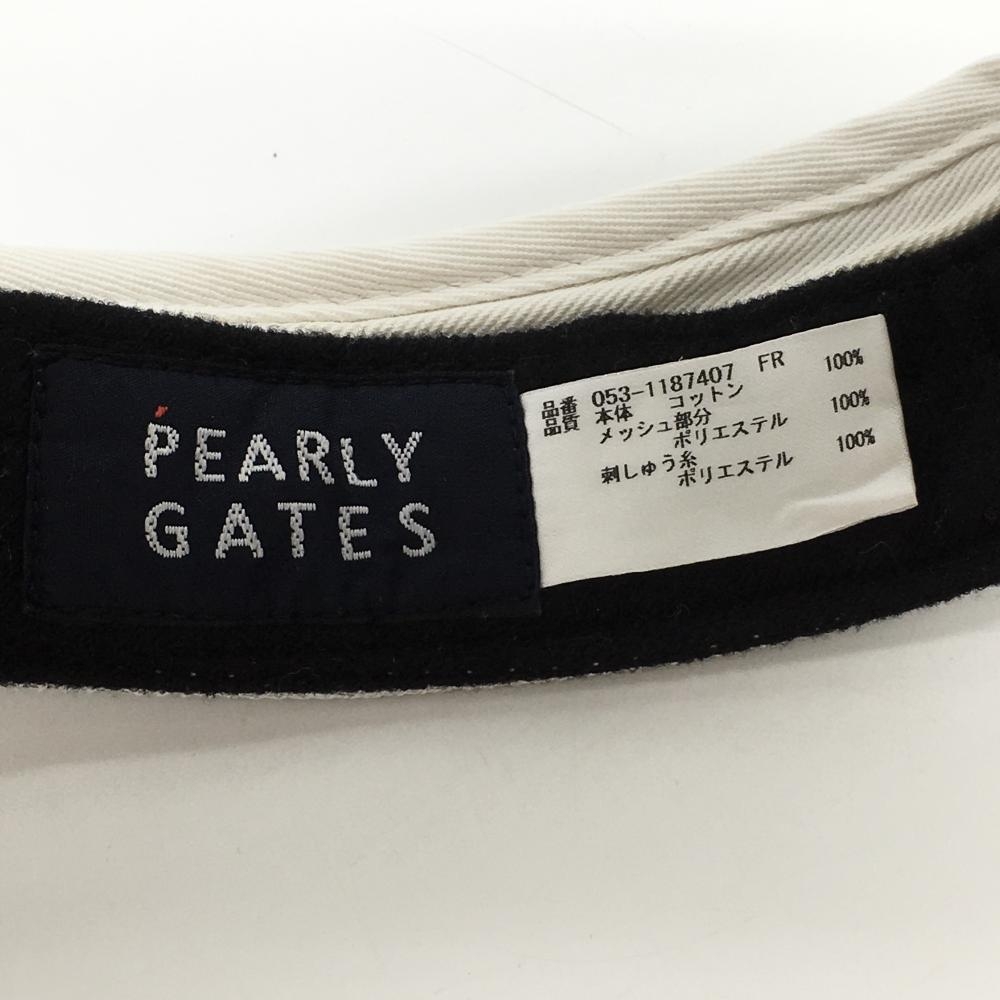 PEARLY
GATES
品番 053-1187407 FR
品質 本体 コットン 100%
メッシュ部分
ポリエステル 100%
刺しゅう糸
ポリエステル 100%